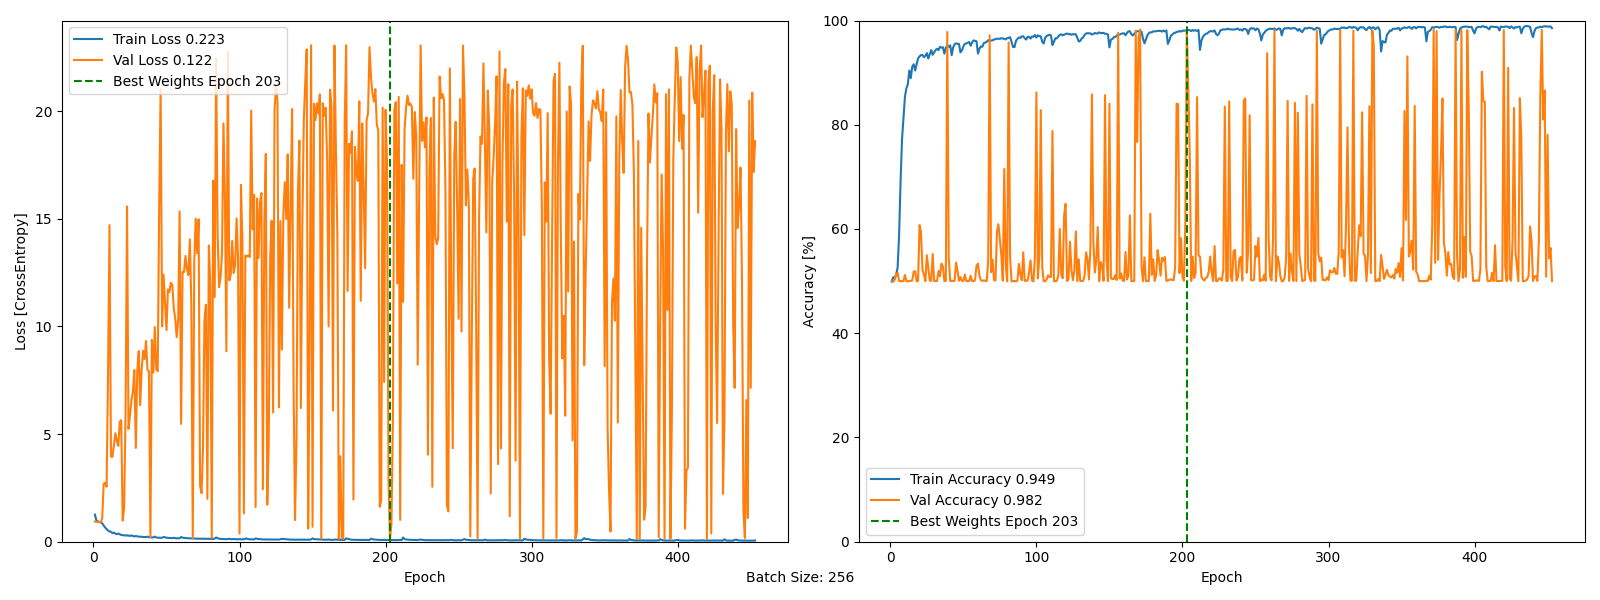 Train Loss 0.223
Val Loss 0.122
Best Weights Epoch 203
Loss [CrossEntropy]
20
15
10
5
0
0 100 200 300 400
Epoch
Batch Size: 256
Accuracy [%]
100
80
60
40
20
0
Train Accuracy 0.949
Val Accuracy 0.982
Best Weights Epoch 203
0 100 200 300 400
Epoch